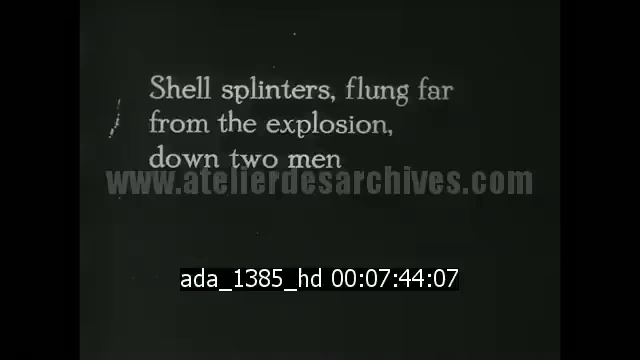 Shell splinters, flung far
from the explosion,
down two men
www.atelierdesarchives.com
ada_1385_hd 00:07:44:07